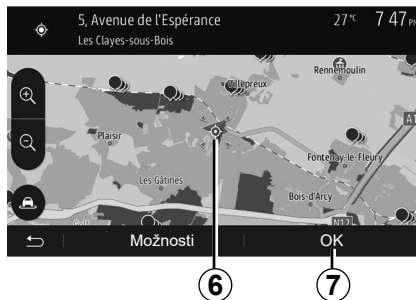 5, Avenue de l'Espérance
27 °C 7 47 PM
Les Clayes-sous-Bois
Rennemoulin
Villepreux
A1
Plaisir
Fontenay-le-Fleury
Les Gâtines
Bois-d'Arcy
N12
Možnosti OK
6 7